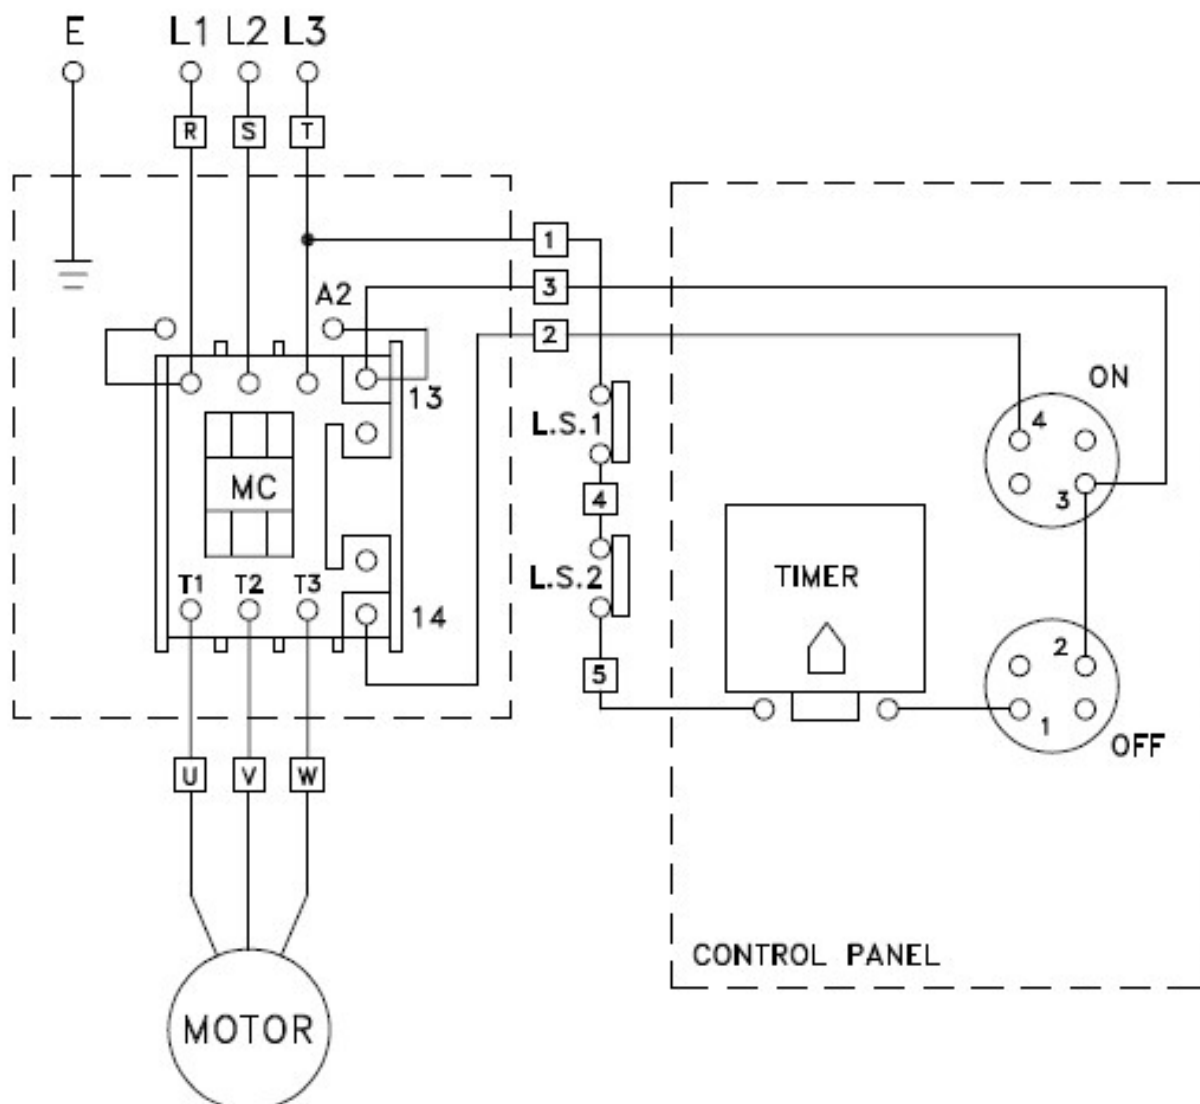 E L1 L2 L3
R S T
1
3
A2
2
ON
13
4
L.S.1
MC
4
3
TIMER
L.S.2
T1 T2 T3
14
2
5
1
OFF
U V W
CONTROL PANEL
MOTOR